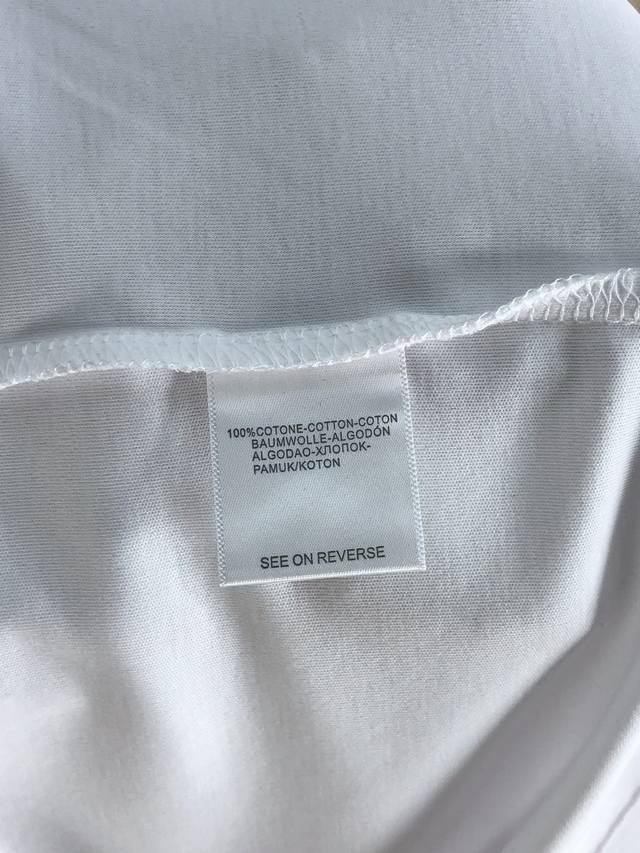 100%COTONE-COTTON-COTON
BAUMWOLLE-ALGODÓN
ALGODAO-ХЛОПОК-
PAMUK/KOTON
SEE ON REVERSE